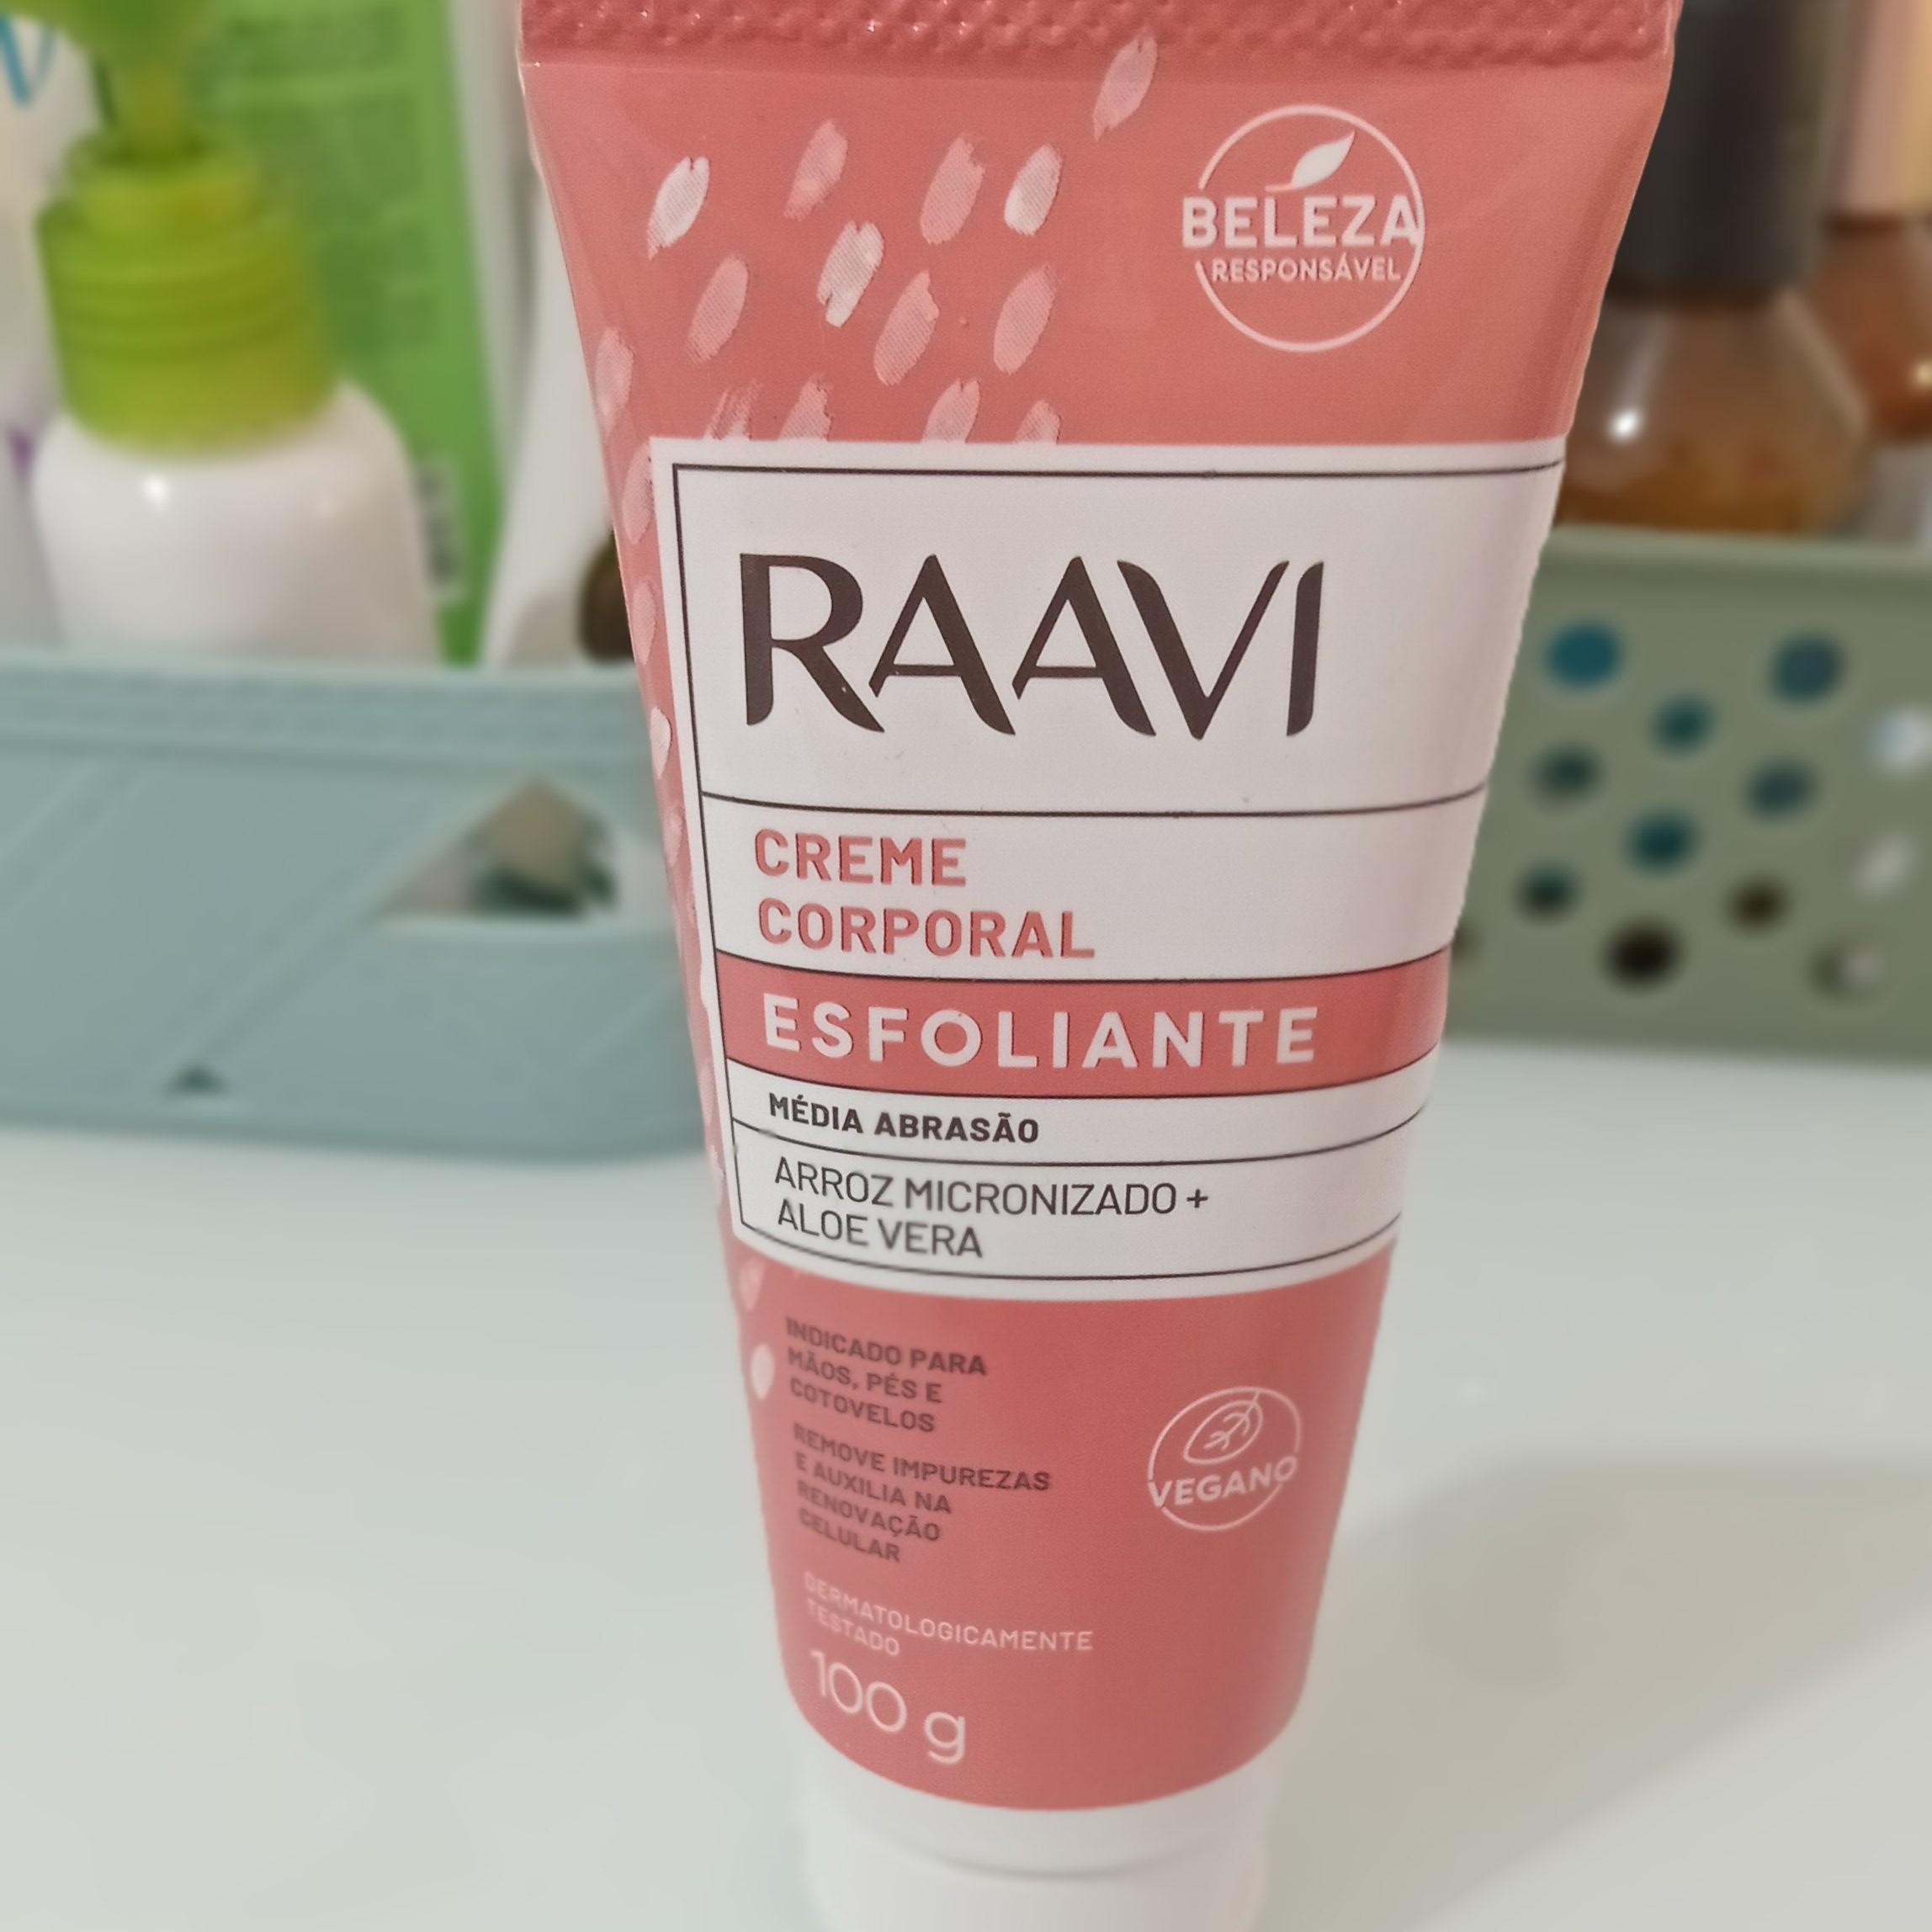 BELEZA
RESPONSÁVEL
RAAVI
CREME
CORPORAL
ESFOLIANTE
MÉDIA ABRASÃO
ARROZ MICRONIZADO +
ALOE VERA
INDICADO PARA
MÃOS, PÉS E
COTOVELOS
REMOVE IMPUREZAS
E AUXILIA NA
RENOVAÇÃO
CELULAR
VEGANO
DERMATOLOGICAMENTE
TESTADO
100 g